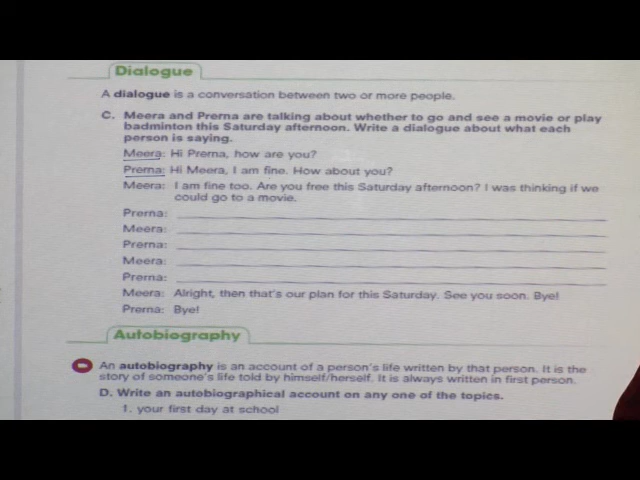 Dialogue
A dialogue is a conversation between two or more people.
C. Meera and Prerna are talking about whether to go and see a movie or play
badminton this Saturday afternoon. Write a dialogue about what each
person is saying.
Meera: Hi Prerna, how are you?
Prerna: Hi Meera, I am fine. How about you?
Meera: I am fine too. Are you free this Saturday afternoon? I was thinking if we
could go to a movie.
Prerna:
Meera:
Prerna:
Meera:
Prerna:
Meera: Alright, then that's our plan for this Saturday. See you soon. Bye!
Prerna: Bye!
Autobiography
An autobiography is an account of a person's life written by that person. It is the
story of someone's life told by himself/herself. It is always written in first person.
D. Write an autobiographical account on any one of the topics.
1. your first day at school